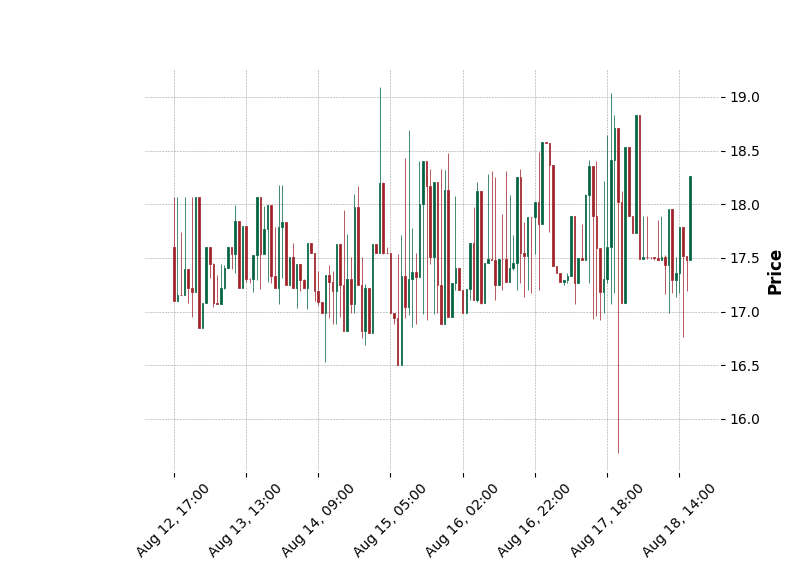 19.0
18.5
18.0
17.5
17.0
16.5
16.0
Price
Aug 12, 17:00
Aug 13, 13:00
Aug 14, 09:00
Aug 15, 05:00
Aug 16, 02:00
Aug 16, 22:00
Aug 17, 18:00
Aug 18, 14:00